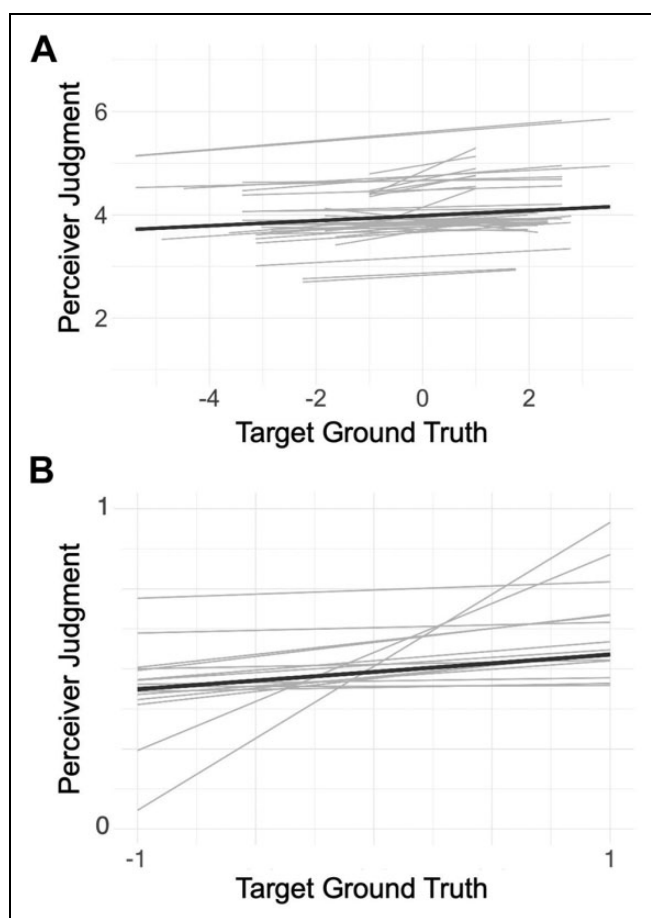 A
Perceiver Judgment
6
4
2
-4 -2 0 2
Target Ground Truth
B
Perceiver Judgment
1
0
-1 1
Target Ground Truth